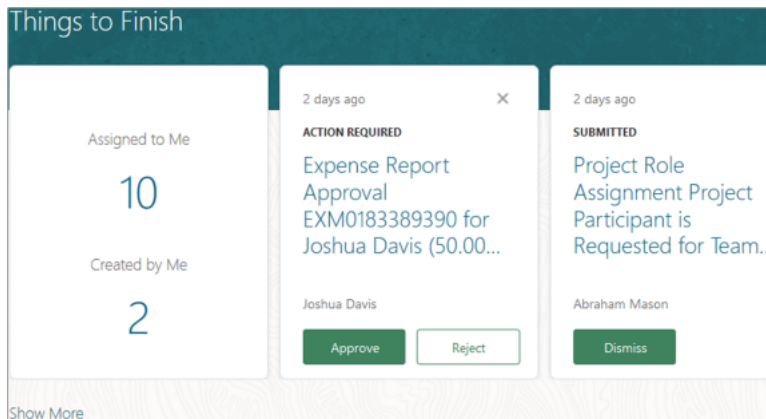 Things to Finish
Assigned to Me
10
Created by Me
2
2 days ago
ACTION REQUIRED
Expense Report
Approval
EXM0183389390 for
Joshua Davis (50.00...
Joshua Davis
Approve
Reject
2 days ago
SUBMITTED
Project Role
Assignment Project
Participant is
Requested for Team..
Abraham Mason
Dismiss
Show More